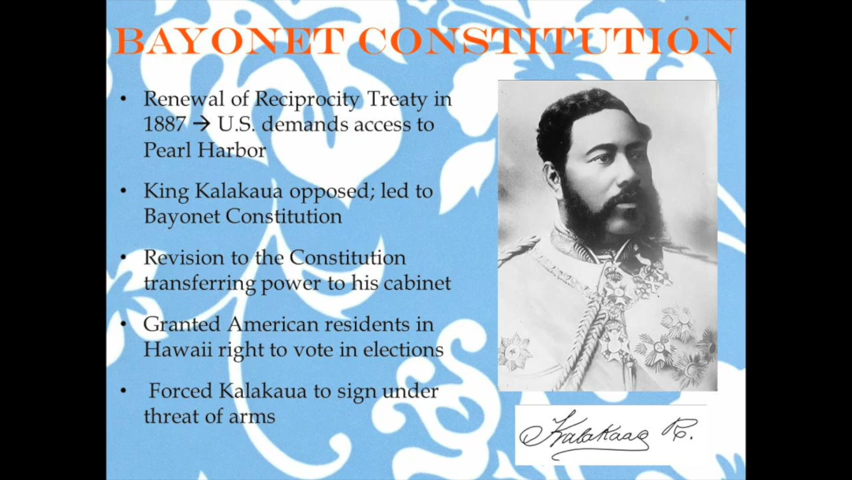 BAYONET CONSTITUTION
• Renewal of Reciprocity Treaty in
1887 → U.S. demands access to
Pearl Harbor
• King Kalakaua opposed; led to
Bayonet Constitution
• Revision to the Constitution
transferring power to his cabinet
• Granted American residents in
Hawaii right to vote in elections
• Forced Kalakaua to sign under
threat of arms
Kalakaua R.